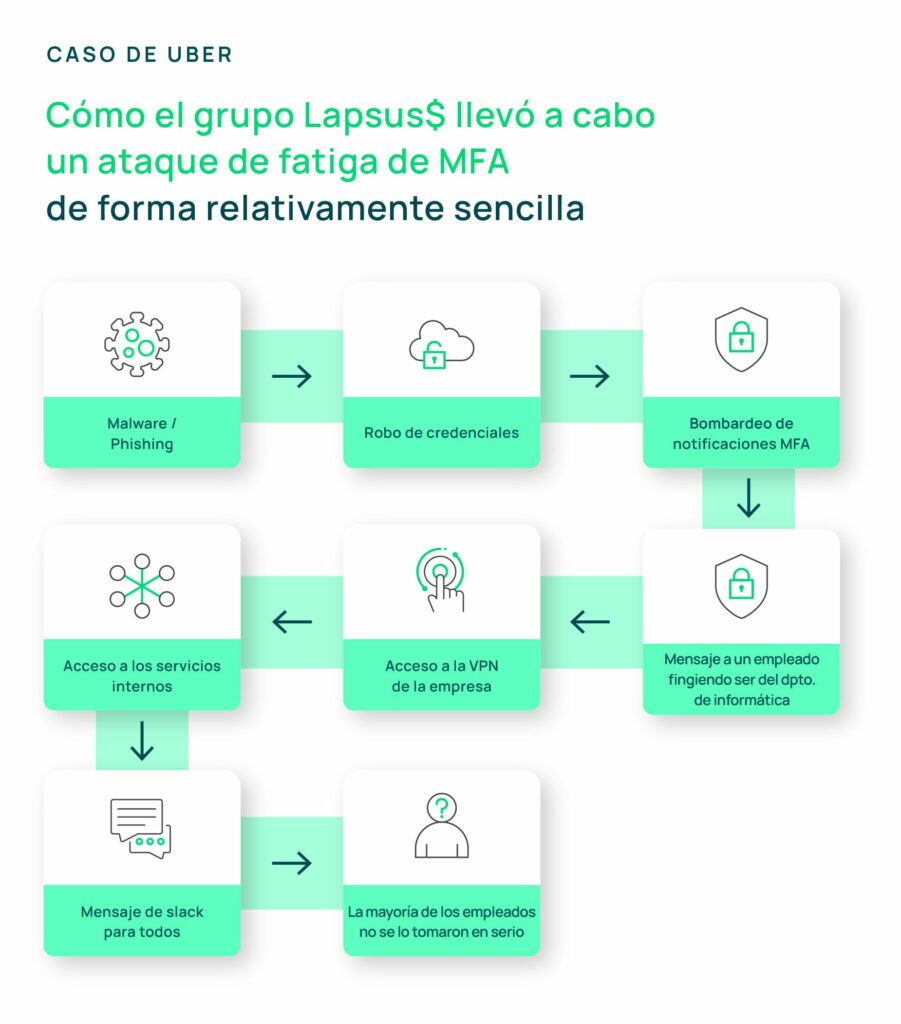 CASO DE UBER
Cómo el grupo Lapsus$ llevó a cabo
un ataque de fatiga de MFA
de forma relativamente sencilla
Malware /
Phishing
Robo de credenciales
Bombardeo de
notificaciones MFA
Mensaje a un empleado
fingiendo ser del dpto.
de informática
Acceso a la VPN
de la empresa
Acceso a los servicios
internos
Mensaje de slack
para todos
?
La mayoría de los empleados
no se lo tomaron en serio